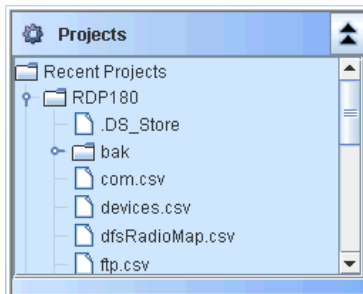 Projects
Recent Projects
RDP180
.DS_Store
bak
com.csv
devices.csv
dfsRadioMap.csv
ftp.csv